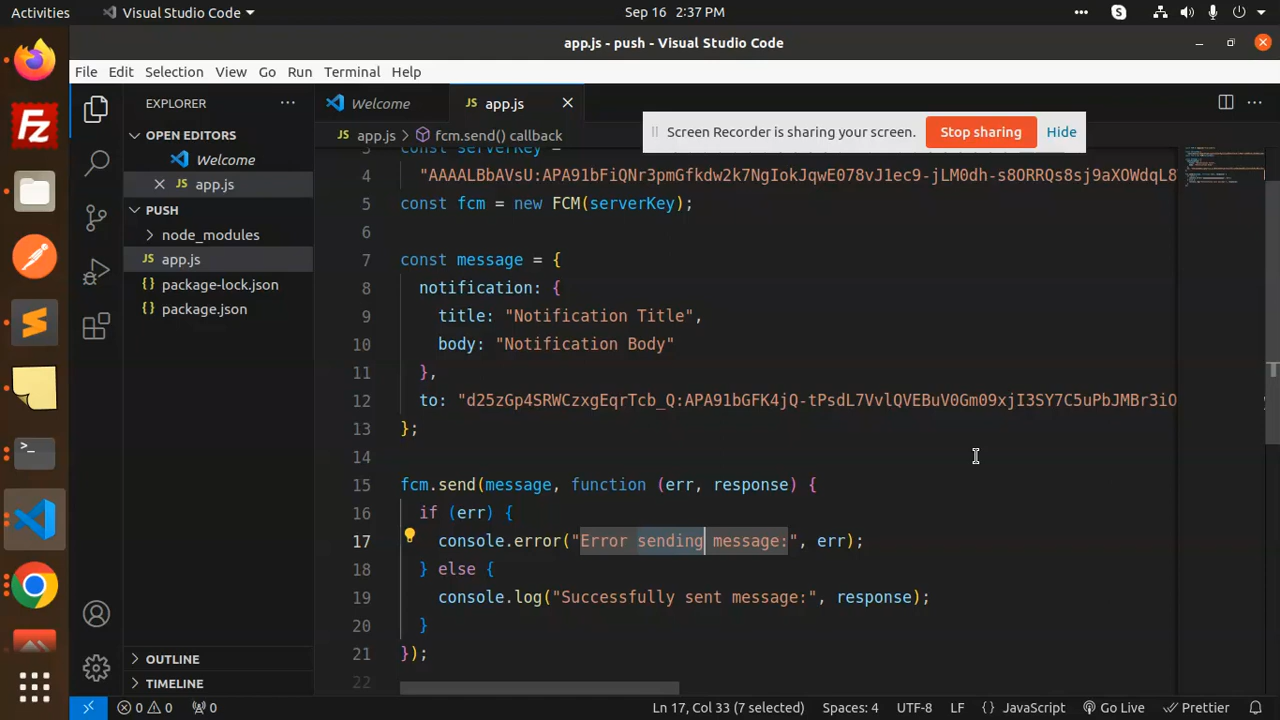 Activities
Visual Studio Code
Sep 16 2:37 PM
app.js - push - Visual Studio Code
File Edit Selection View Go Run Terminal Help
EXPLORER
Welcome
app.js
Screen Recorder is sharing your screen.
Stop sharing
Hide
OPEN EDITORS
Welcome
app.js
PUSH
node_modules
app.js
package-lock.json
package.json
OUTLINE
TIMELINE
app.js > fcm.send() callback
3 const serverKey =
4 "AAAALBbAVsU:APA91bFiQNr3pmGfkdw2k7NgIokJqwE078vJ1ec9-jLM0dh-s8ORRQs8sj9aXOWdqL8
5 const fcm = new FCM(serverKey);
6
7 const message = {
8 notification: {
9 title: "Notification Title",
10 body: "Notification Body"
11 },
12 to: "d25zGp4SRWCzxgEqrTcb_Q:APA91bGFK4jQ-tPsdL7VvlQVEBuV0Gm09xjI3SY7C5uPbJMBr3iO
13 };
14
15 fcm.send(message, function (err, response) {
16 if (err) {
17 console.error("Error sending message:", err);
18 } else {
19 console.log("Successfully sent message:", response);
20 }
21 });
22
0 0 0
Ln 17, Col 33 (7 selected)
Spaces: 4
UTF-8
LF
{ } JavaScript
Go Live
Prettier